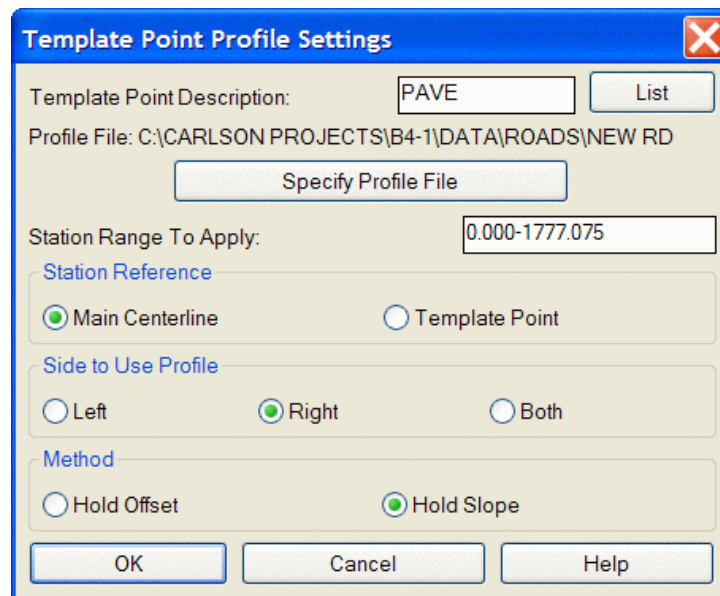 Template Point Profile Settings
Template Point Description: PAVE List
Profile File: C:\CARLSON PROJECTS\B4-1\DATA\ROADS\NEW RD
Specify Profile File
Station Range To Apply: 0.000-1777.075
Station Reference
Main Centerline Template Point
Side to Use Profile
Left Right Both
Method
Hold Offset Hold Slope
OK Cancel Help